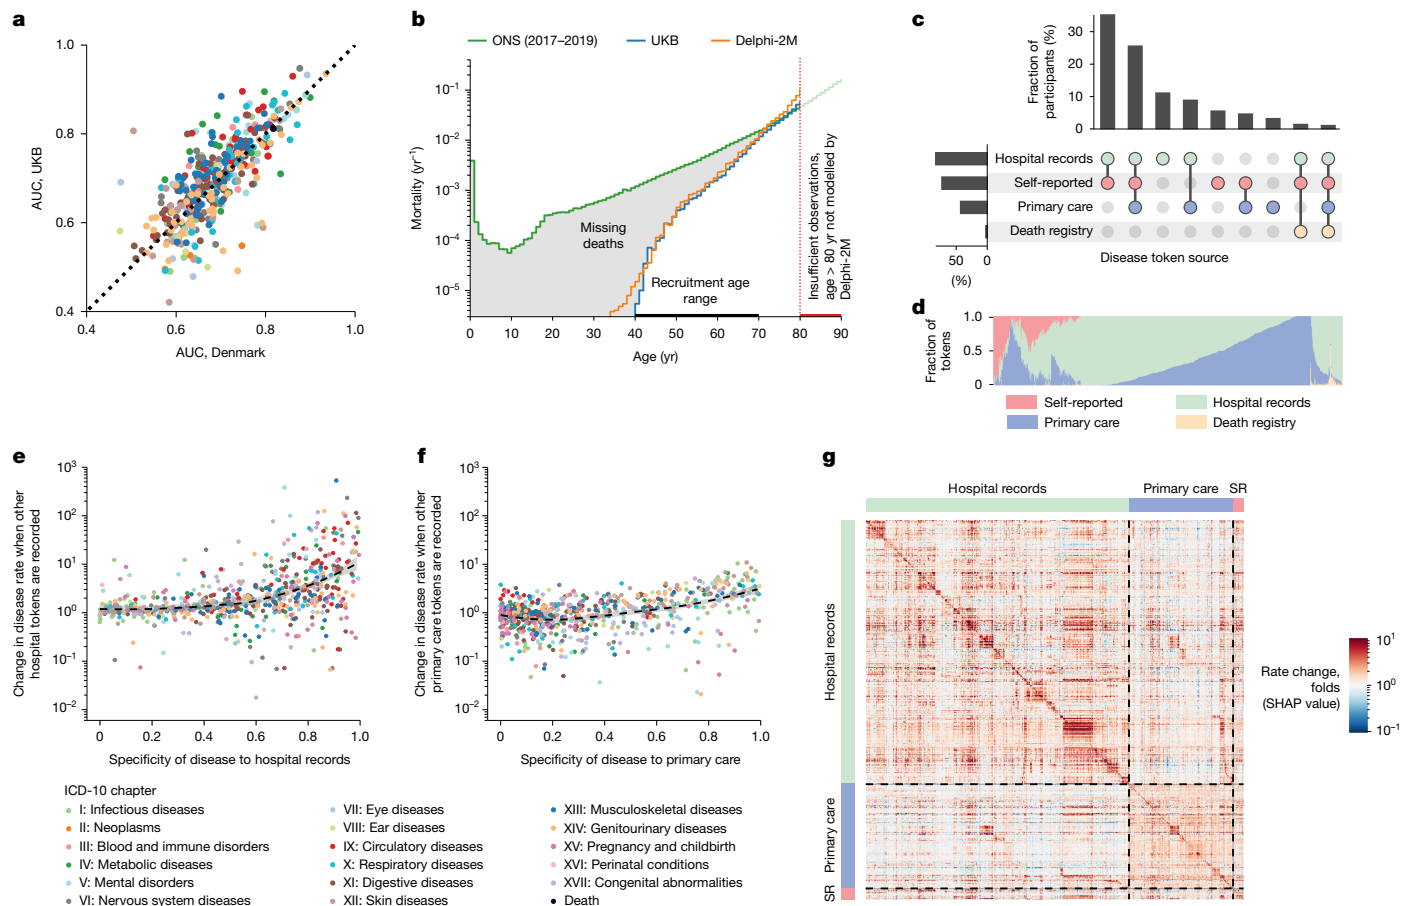 a
1.0
0.8
0.6
0.4
AUC, UKB
0.4
0.6
0.8
1.0
AUC, Denmark
b
ONS (2017–2019)
UKB
Delphi-2M
10⁻¹
10⁻²
10⁻³
10⁻⁴
10⁻⁵
Mortality (yr⁻¹)
Missing
deaths
Recruitment age
range
Insufficient observations,
age > 80 yr not modelled by
Delphi-2M
0
10
20
30
40
50
60
70
80
90
Age (yr)
c
Fraction of
participants (%)
30
20
10
0
Hospital records
Self-reported
Primary care
Death registry
50
0
(%)
Disease token source
d
Fraction of
tokens
1.0
0.5
0
Self-reported
Hospital records
Primary care
Death registry
e
Change in disease rate when other
hospital tokens are recorded
10³
10²
10¹
10⁰
10⁻¹
10⁻²
0
0.2
0.4
0.6
0.8
1.0
Specificity of disease to hospital records
f
Change in disease rate when other
primary care tokens are recorded
10³
10²
10¹
10⁰
10⁻¹
10⁻²
0
0.2
0.4
0.6
0.8
1.0
Specificity of disease to primary care
g
Hospital records
Primary care
SR
Hospital records
Primary care
SR
Rate change,
folds
(SHAP value)
10¹
10⁰
10⁻¹
ICD-10 chapter
I: Infectious diseases
II: Neoplasms
III: Blood and immune disorders
IV: Metabolic diseases
V: Mental disorders
VI: Nervous system diseases
VII: Eye diseases
VIII: Ear diseases
IX: Circulatory diseases
X: Respiratory diseases
XI: Digestive diseases
XII: Skin diseases
XIII: Musculoskeletal diseases
XIV: Genitourinary diseases
XV: Pregnancy and childbirth
XVI: Perinatal conditions
XVII: Congenital abnormalities
Death